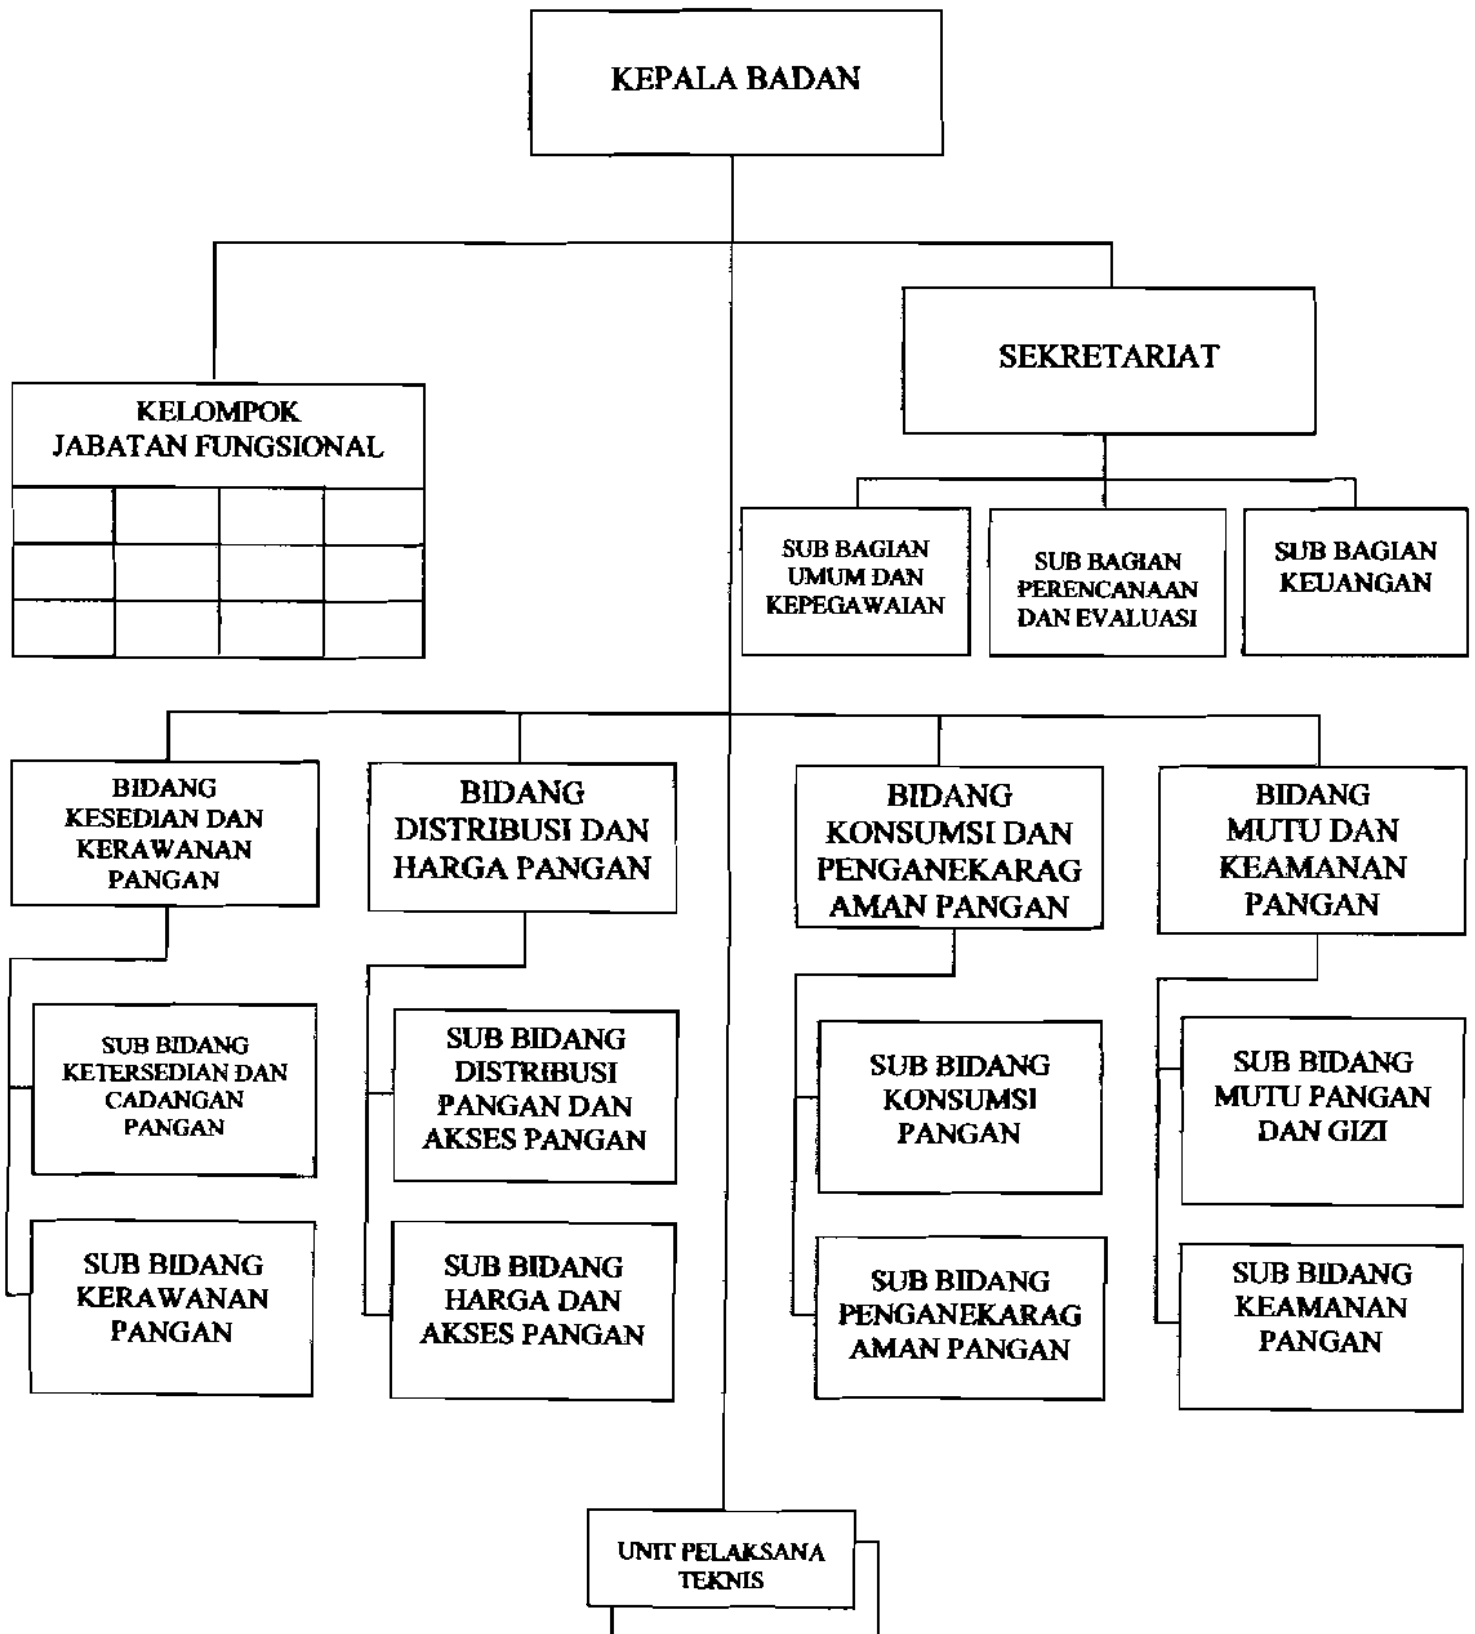 KEPALA BADAN
SEKRETARIAT
KELOMPOK
JABATAN FUNGSIONAL
SUB BAGIAN
UMUM DAN
KEPEGAWAIAN
SUB BAGIAN
PERENCANAAN
DAN EVALUASI
SUB BAGIAN
KEUANGAN
BIDANG
KESEDIAN DAN
KERAWANAN
PANGAN
BIDANG
DISTRIBUSI DAN
HARGA PANGAN
BIDANG
KONSUMSI DAN
PENGANEKARAG
AMAN PANGAN
BIDANG
MUTU DAN
KEAMANAN
PANGAN
SUB BIDANG
KETERSEDIAN DAN
CADANGAN
PANGAN
SUB BIDANG
DISTRIBUSI
PANGAN DAN
AKSES PANGAN
SUB BIDANG
KONSUMSI
PANGAN
SUB BIDANG
MUTU PANGAN
DAN GIZI
SUB BIDANG
KERAWANAN
PANGAN
SUB BIDANG
HARGA DAN
AKSES PANGAN
SUB BIDANG
PENGANEKARAG
AMAN PANGAN
SUB BIDANG
KEAMANAN
PANGAN
UNIT PELAKSANA
TEKNIS